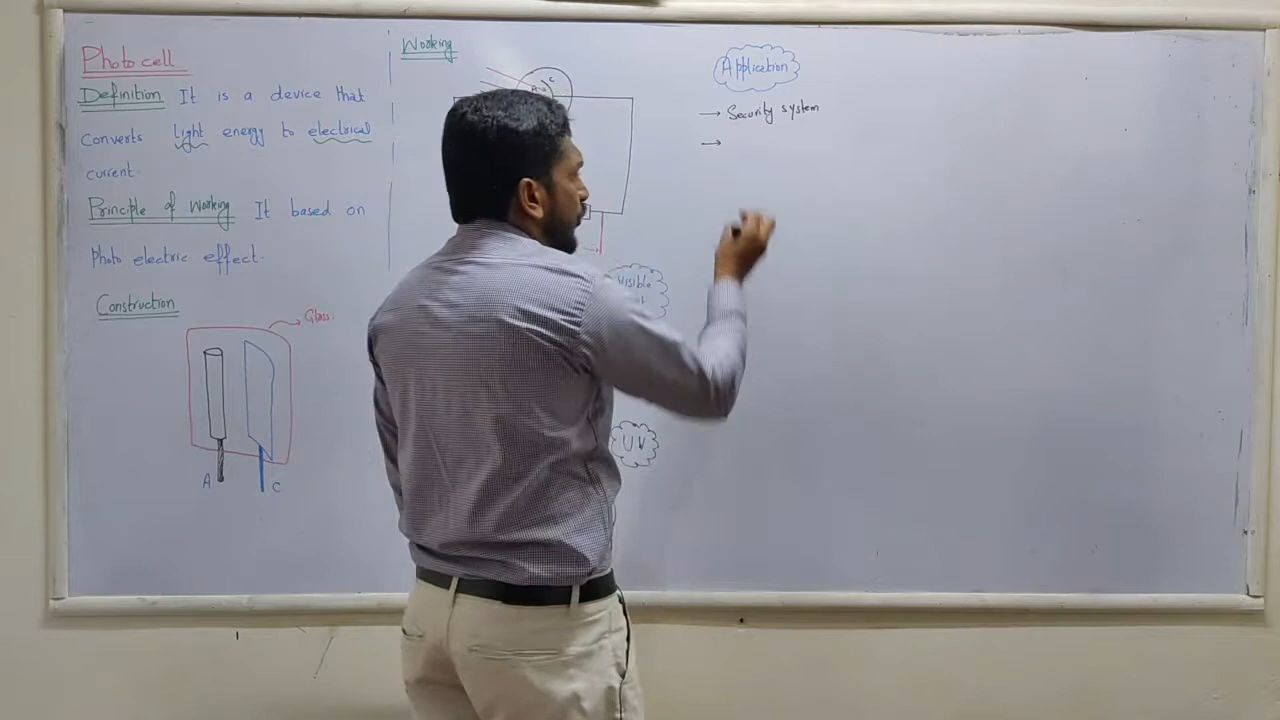 Photo cell
Definition It is a device that
converts light energy to electrical
current.
Principle of Working It based on
Photo electric effect.
Construction
Glass.
A
C
Working
C
A
Visible
UV
Application
→ Security system
→